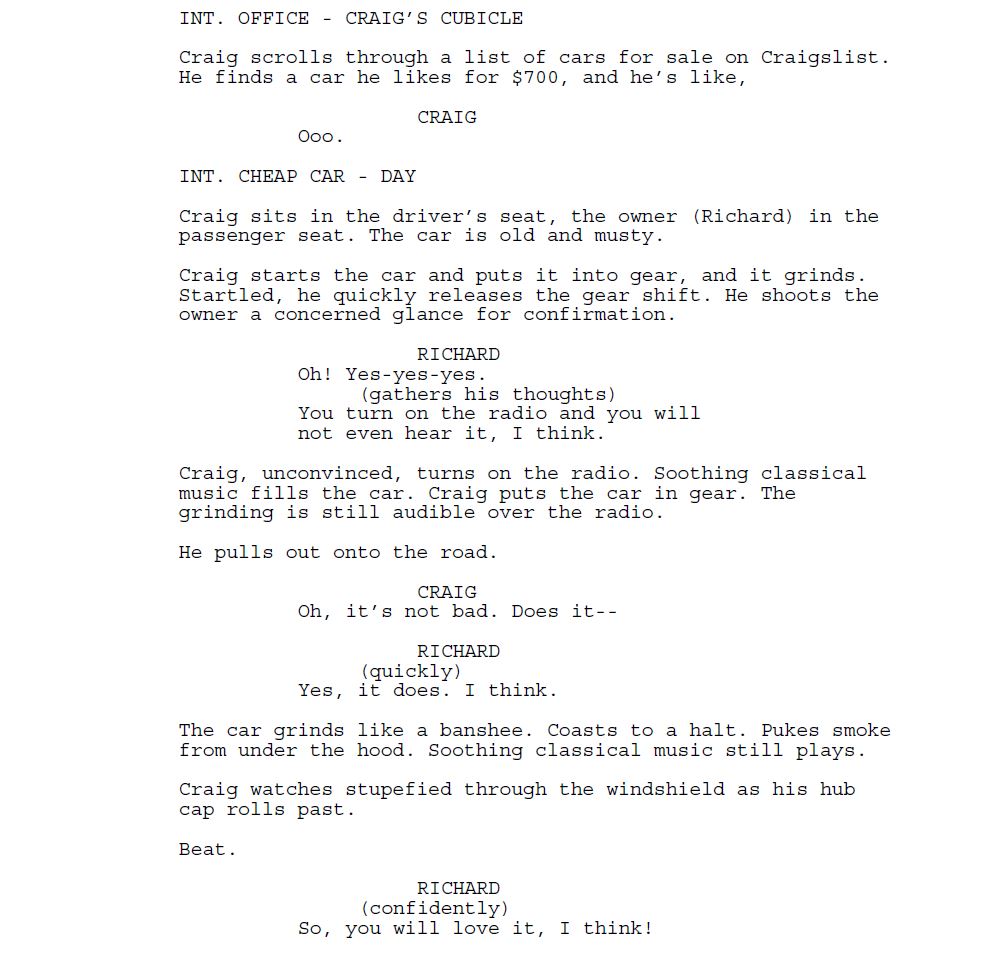 INT. OFFICE - CRAIG’S CUBICLE
Craig scrolls through a list of cars for sale on Craigslist.
He finds a car he likes for $700, and he’s like,
CRAIG
Ooo.
INT. CHEAP CAR - DAY
Craig sits in the driver’s seat, the owner (Richard) in the
passenger seat. The car is old and musty.
Craig starts the car and puts it into gear, and it grinds.
Startled, he quickly releases the gear shift. He shoots the
owner a concerned glance for confirmation.
RICHARD
Oh! Yes-yes-yes.
(gathers his thoughts)
You turn on the radio and you will
not even hear it, I think.
Craig, unconvinced, turns on the radio. Soothing classical
music fills the car. Craig puts the car in gear. The
grinding is still audible over the radio.
He pulls out onto the road.
CRAIG
Oh, it’s not bad. Does it--
RICHARD
(quickly)
Yes, it does. I think.
The car grinds like a banshee. Coasts to a halt. Pukes smoke
from under the hood. Soothing classical music still plays.
Craig watches stupefied through the windshield as his hub
cap rolls past.
Beat.
RICHARD
(confidently)
So, you will love it, I think!